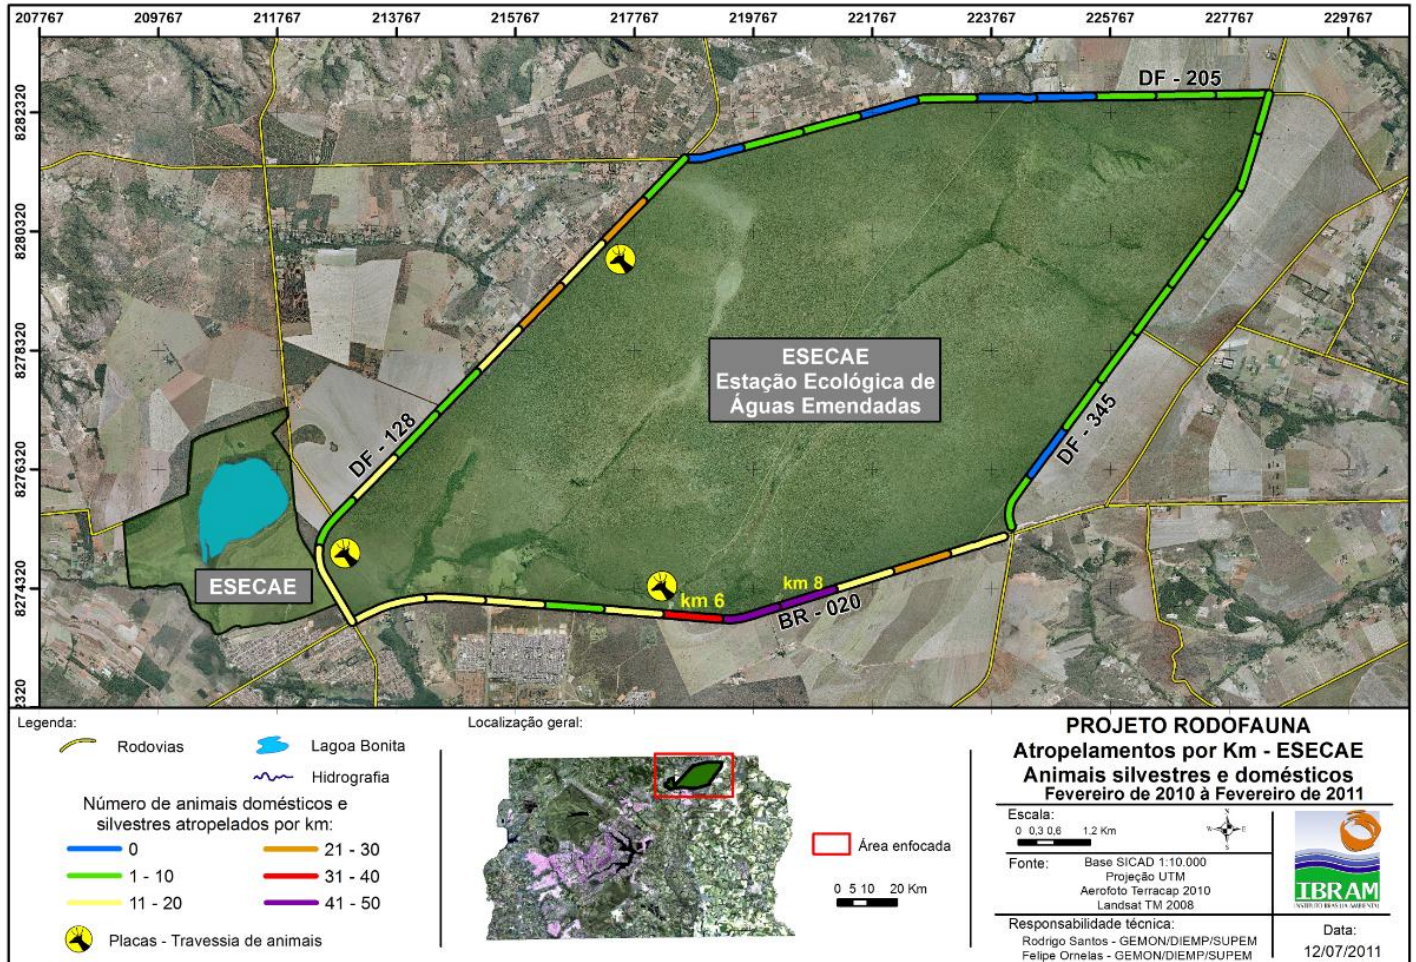 207767 209767 211767 213767 215767 217767 219767 221767 223767 225767 227767 229767
8282320
8280320
8278320
8276320
8274320
2320
DF - 205
DF - 128
DF - 345
BR - 020
km 6
km 8
ESECAE
Estação Ecológica de
Águas Emendadas
ESECAE
Legenda:
Rodovias
Lagoa Bonita
Hidrografia
Número de animais domésticos e
silvestres atropelados por km:
0
1 - 10
11 - 20
21 - 30
31 - 40
41 - 50
Placas - Travessia de animais
Localização geral:
Área enfocada
0 5 10 20 Km
PROJETO RODOFAUNA
Atropelamentos por Km - ESECAE
Animais silvestres e domésticos
Fevereiro de 2010 à Fevereiro de 2011
Escala:
0 0,3 0,6 1,2 Km
N
W E
S
Fonte:
Base SICAD 1:10.000
Projeção UTM
Aerofoto Terracap 2010
Landsat TM 2008
IBRAM
INSTITUTO BRASÍLIA AMBIENTAL
Responsabilidade técnica:
Rodrigo Santos - GEMON/DIEMP/SUPEM
Felipe Ornelas - GEMON/DIEMP/SUPEM
Data:
12/07/2011